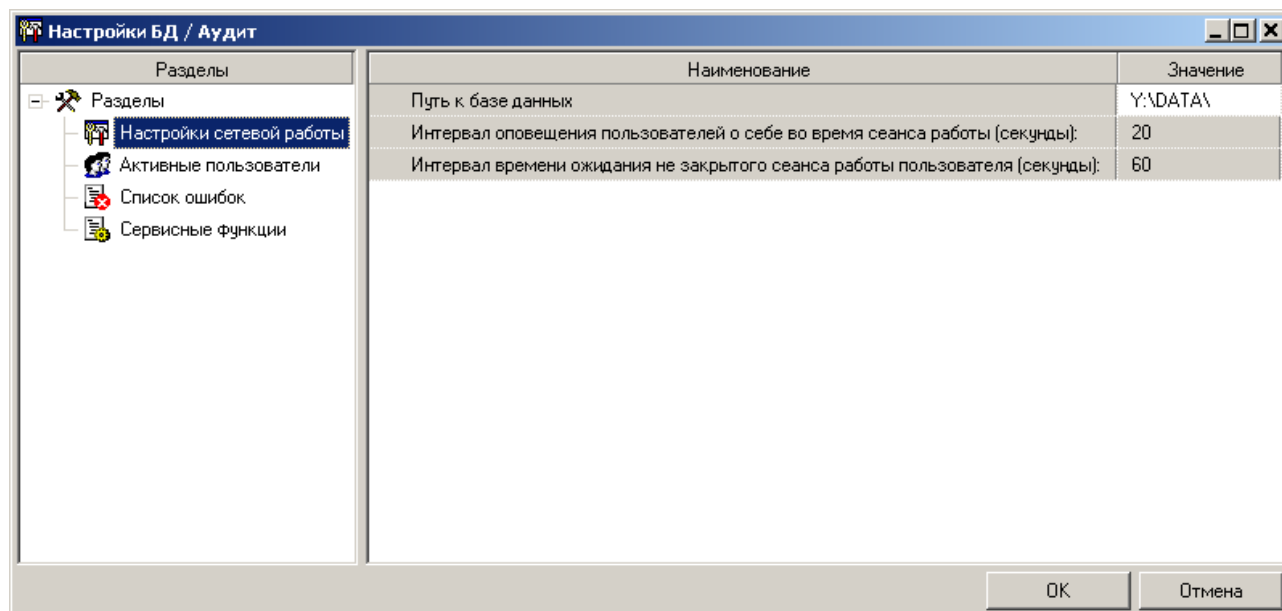 Настройки БД / Аудит
Разделы
Наименование
Значение
Разделы
Настройки сетевой работы
Активные пользователи
Список ошибок
Сервисные функции
Путь к базе данных
Y:\DATA\
Интервал оповещения пользователей о себе во время сеанса работы (секунды):
20
Интервал времени ожидания не закрытого сеанса работы пользователя (секунды):
60
OK
Отмена